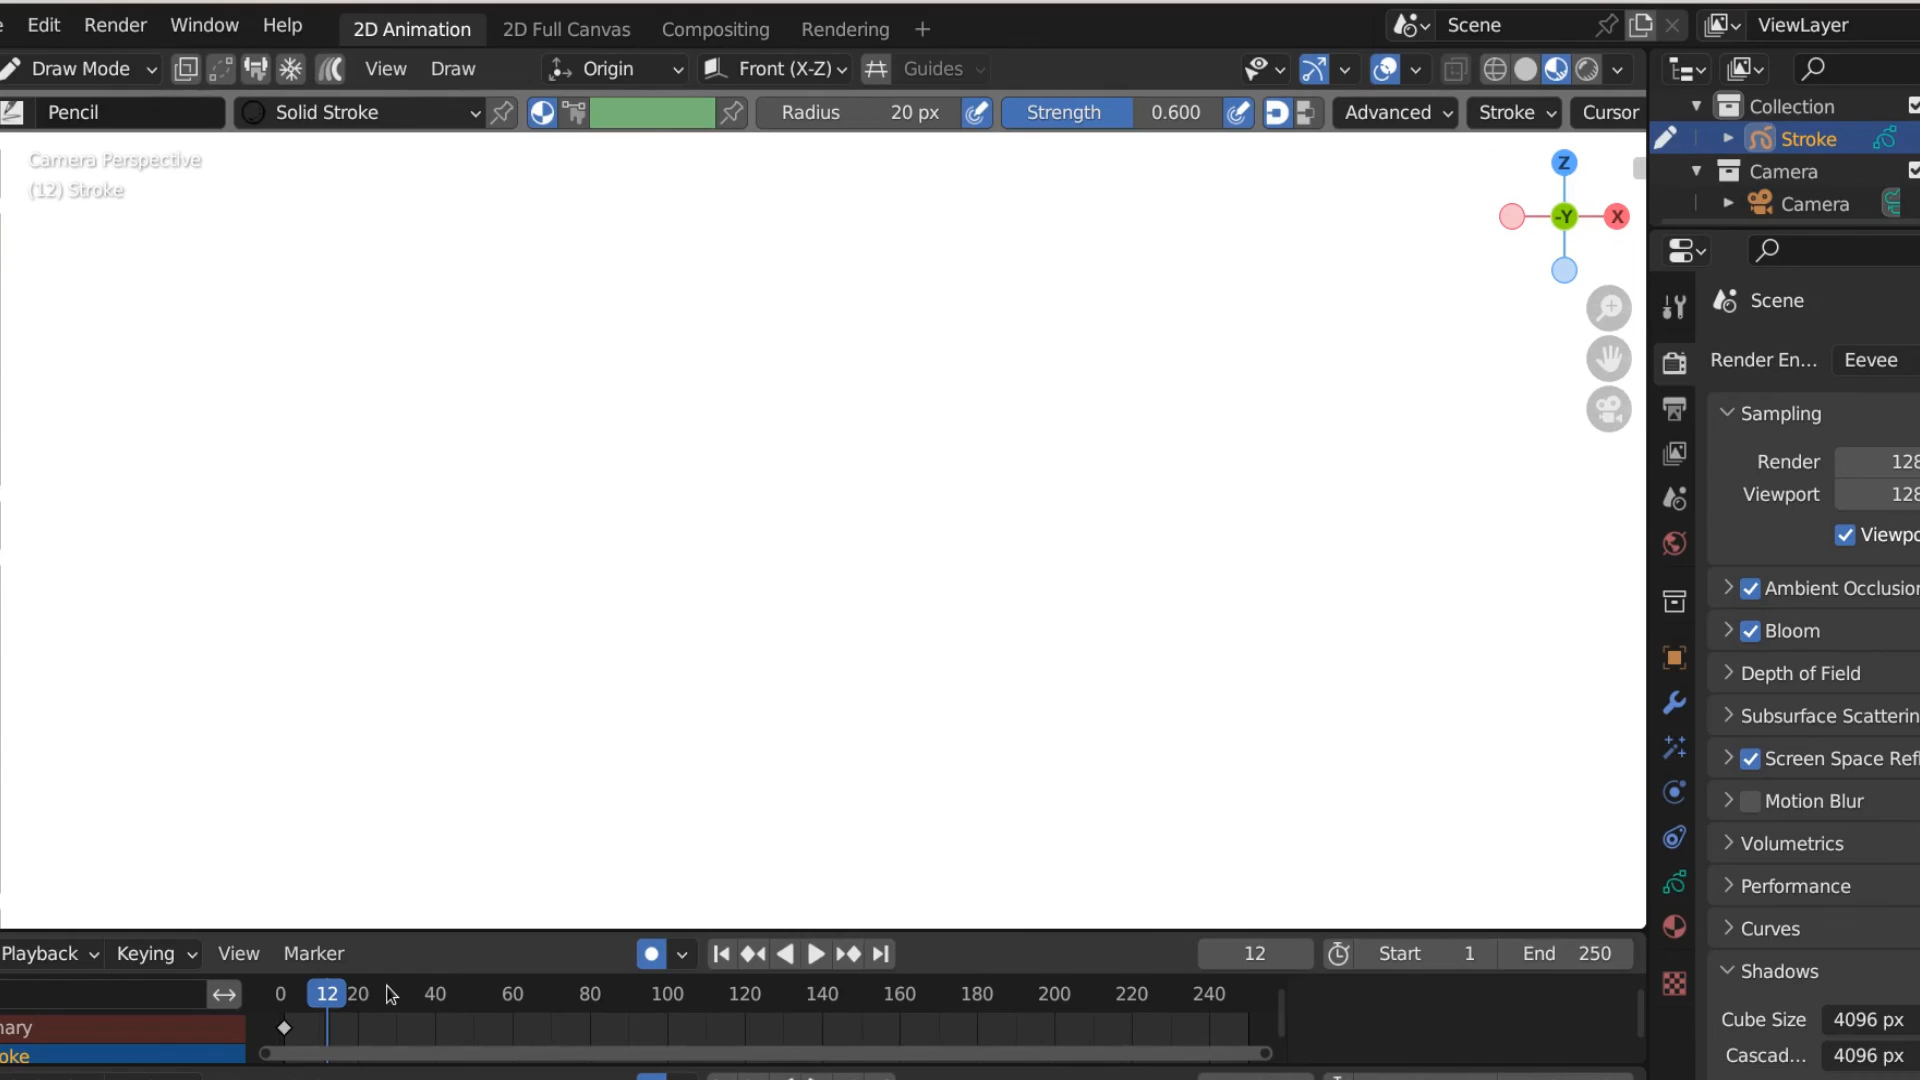 Edit Render Window Help 2D Animation 2D Full Canvas Compositing Rendering + Scene ViewLayer
Draw Mode View Draw Origin Front (X-Z) Guides
Pencil Solid Stroke Radius 20 px Strength 0.600 Advanced Stroke Cursor
Camera Perspective
(12) Stroke
Z
-Y X
Collection
Stroke
Camera
Camera
Scene
Render En... Eevee
Sampling
Render 128
Viewport 128
Viewpo
Ambient Occlusion
Bloom
Depth of Field
Subsurface Scatterin
Screen Space Refl
Motion Blur
Volumetrics
Performance
Curves
Shadows
Cube Size 4096 px
Cascad... 4096 px
Playback Keying View Marker 12 Start 1 End 250
0 12 20 40 60 80 100 120 140 160 180 200 220 240
mary
oke